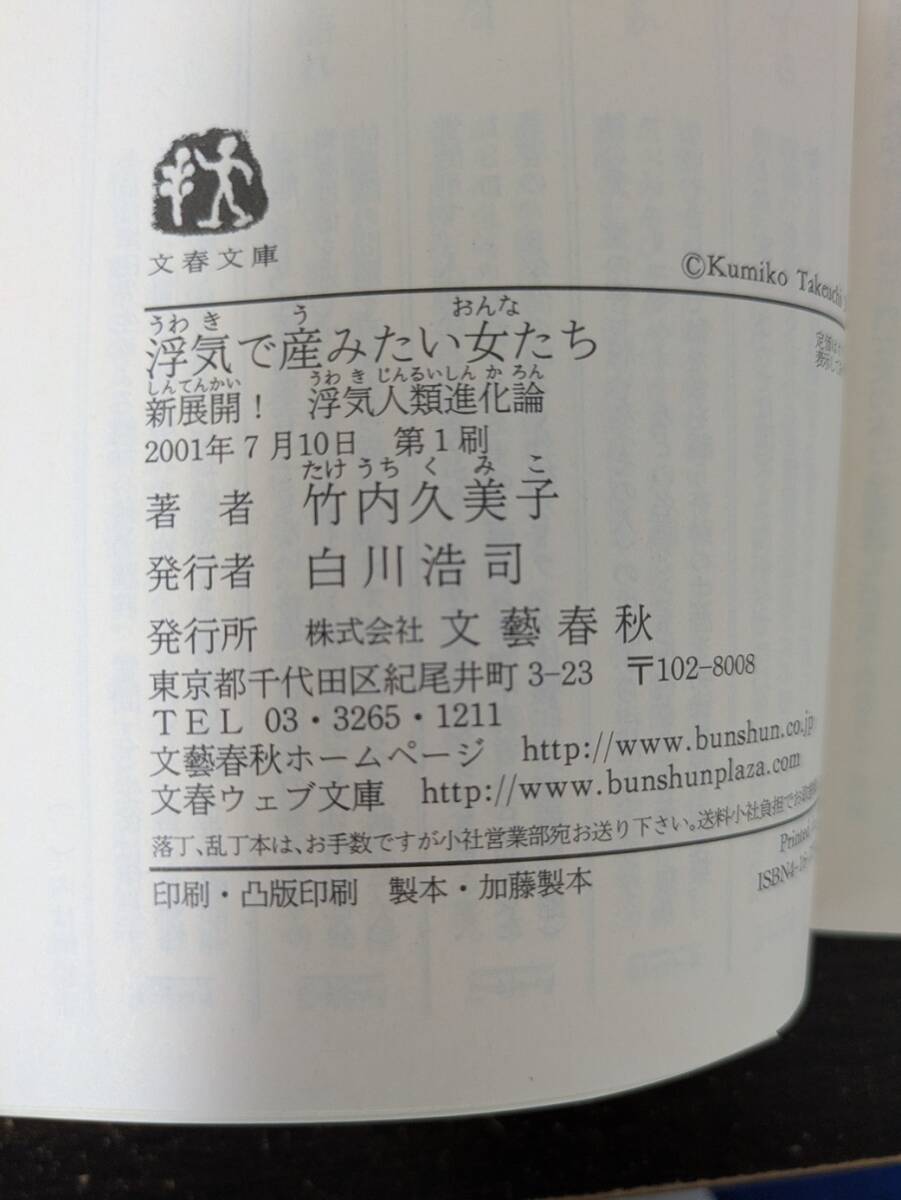 文春文庫
©Kumiko Takeuchi
うわき う おんな
浮気で産みたい女たち
しんてんかい うわき じんるいしんかろん
新展開! 浮気人類進化論
2001年7月10日 第1刷
たけうちくみこ
著者 竹内久美子
発行者 白川浩司
発行所 株式会社 文藝春秋
東京都千代田区紀尾井町3-23 〒102-8008
TEL 03・3265・1211
文藝春秋ホームページ http://www.bunshun.co.jp
文春ウェブ文庫 http://www.bunshunplaza.com
落丁、乱丁本は、お手数ですが小社営業部宛お送り下さい。送料小社負担でお
Printed
印刷・凸版印刷 製本・加藤製本
ISBN4-16-